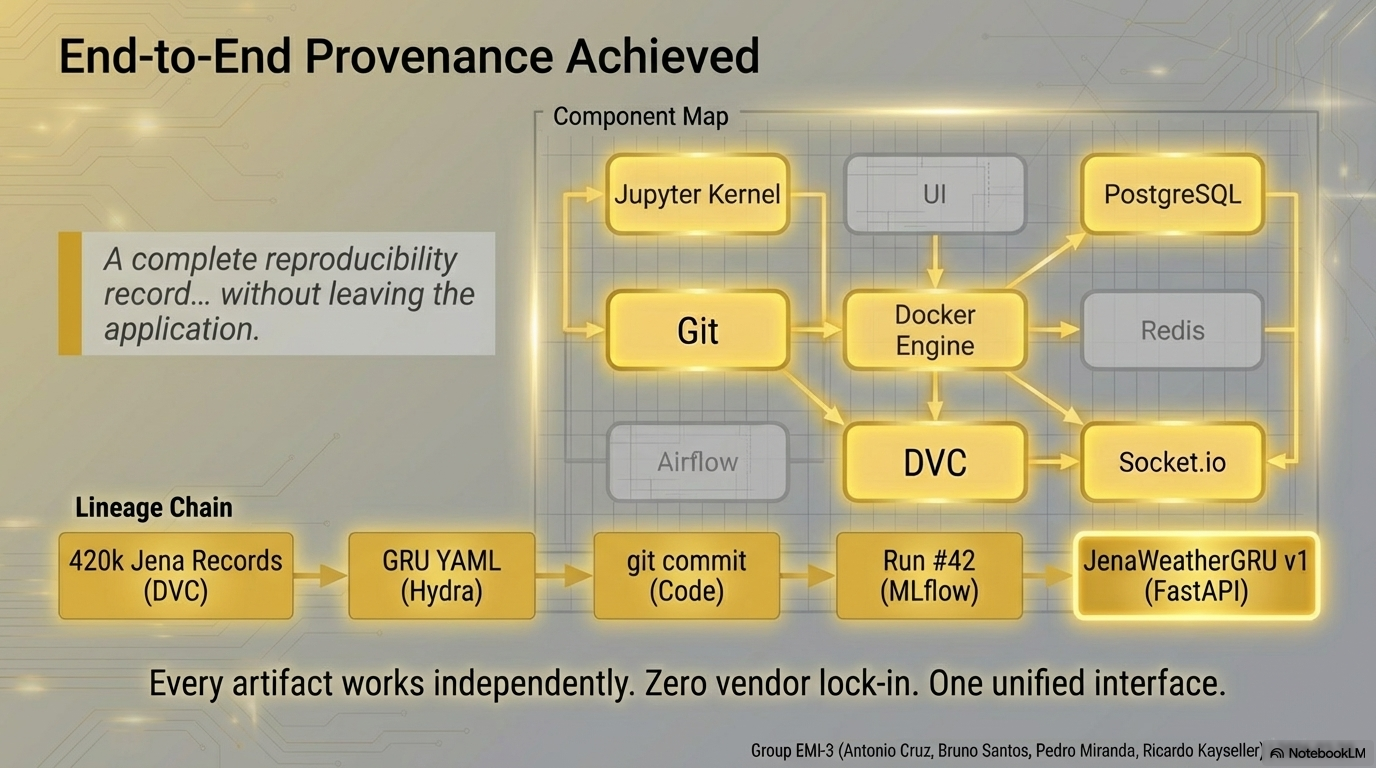 End-to-End Provenance Achieved
Component Map
Jupyter Kernel
UI
PostgreSQL
A complete reproducibility
record... without leaving the
application.
Git
Docker
Engine
Redis
Airflow
DVC
Socket.io
Lineage Chain
420k Jena Records
(DVC)
GRU YAML
(Hydra)
git commit
(Code)
Run #42
(MLflow)
JenaWeatherGRU v1
(FastAPI)
Every artifact works independently. Zero vendor lock-in. One unified interface.
Group EMI-3 (Antonio Cruz, Bruno Santos, Pedro Miranda, Ricardo Kayseller)
NotebookLM